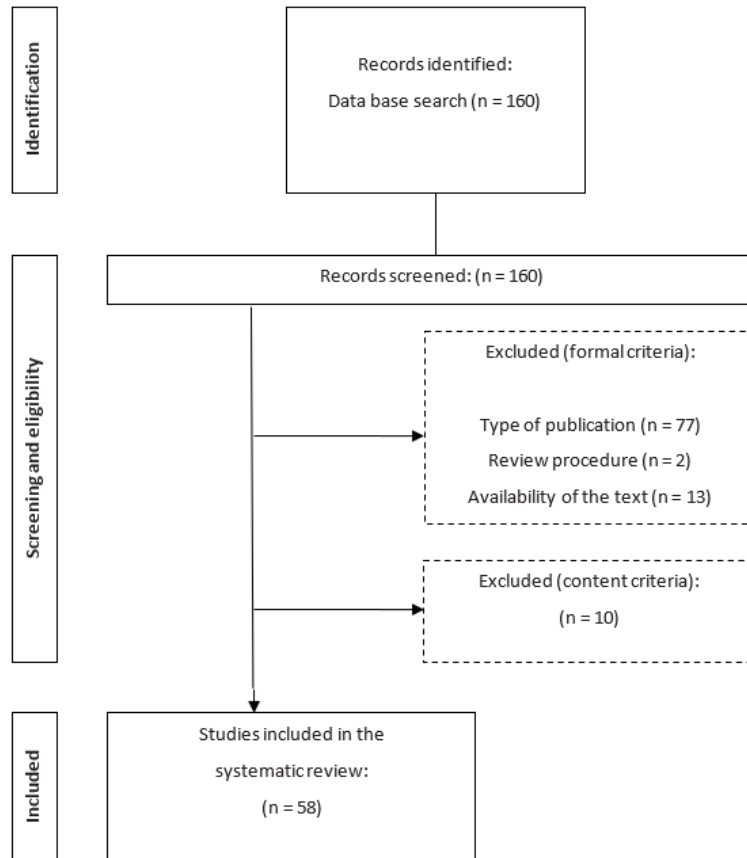 Identification
Records identified:
Data base search (n = 160)
Screening and eligibility
Records screened: (n = 160)
Excluded (formal criteria):
Type of publication (n = 77)
Review procedure (n = 2)
Availability of the text (n = 13)
Excluded (content criteria):
(n = 10)
Included
Studies included in the
systematic review:
(n = 58)